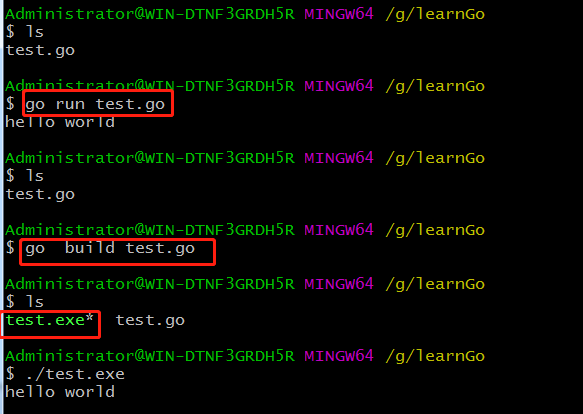 Administrator@WIN-DTNF3GRDH5R MINGW64 /g/learnGo
$ ls
test.go
Administrator@WIN-DTNF3GRDH5R MINGW64 /g/learnGo
$ go run test.go
hello world
Administrator@WIN-DTNF3GRDH5R MINGW64 /g/learnGo
$ ls
test.go
Administrator@WIN-DTNF3GRDH5R MINGW64 /g/learnGo
$ go  build test.go
Administrator@WIN-DTNF3GRDH5R MINGW64 /g/learnGo
$ ls
test.exe*  test.go
Administrator@WIN-DTNF3GRDH5R MINGW64 /g/learnGo
$ ./test.exe
hello world